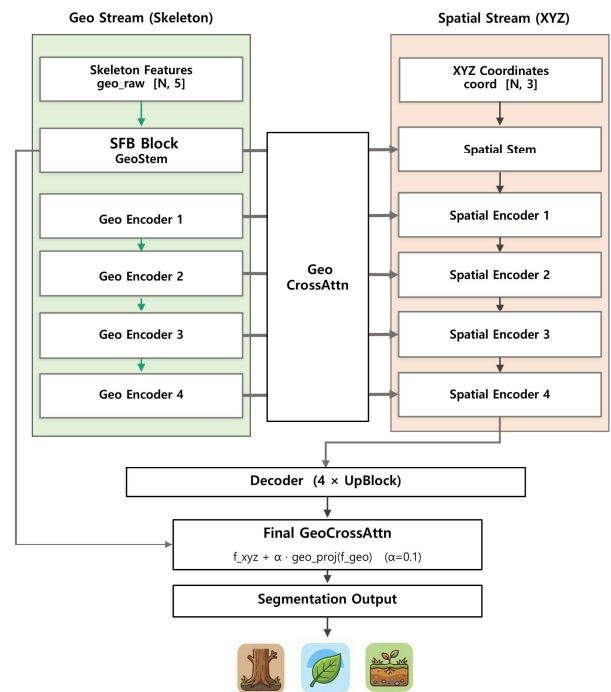 Geo Stream (Skeleton)
Spatial Stream (XYZ)
Skeleton Features
geo_raw [N, 5]
XYZ Coordinates
coord [N, 3]
SFB Block
GeoStem
Spatial Stem
Geo Encoder 1
Spatial Encoder 1
Geo
CrossAttn
Geo Encoder 2
Spatial Encoder 2
Geo Encoder 3
Spatial Encoder 3
Geo Encoder 4
Spatial Encoder 4
Decoder (4 × UpBlock)
Final GeoCrossAttn
f_xyz + α · geo_proj(f_geo) (α=0.1)
Segmentation Output